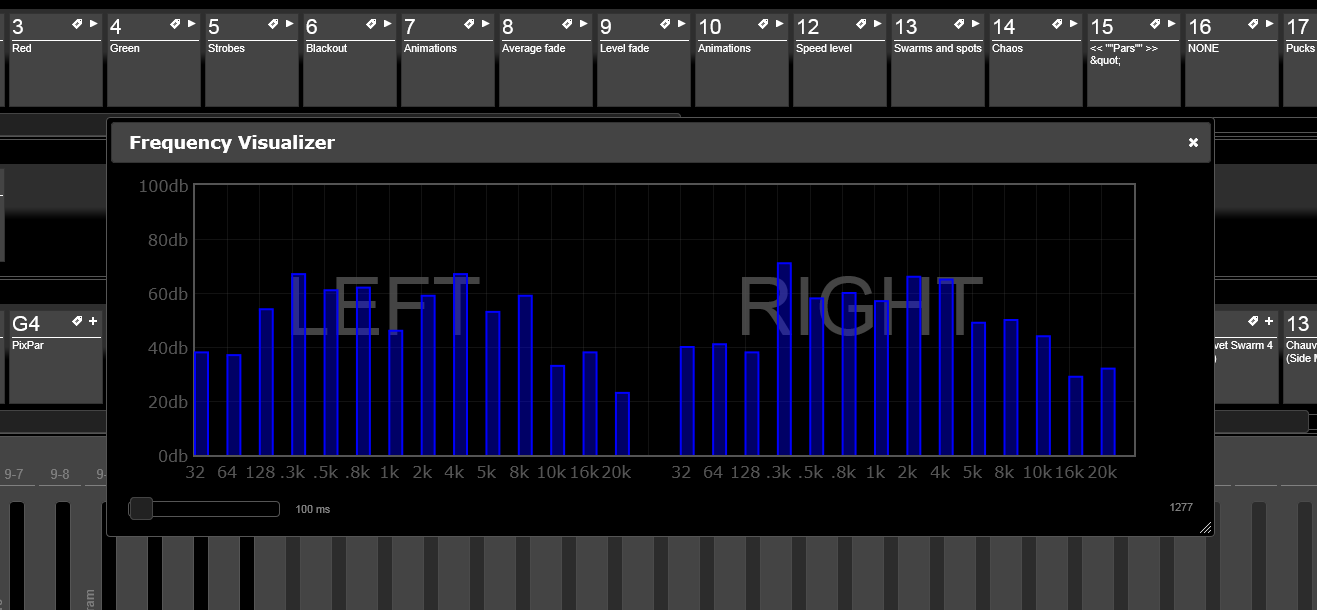 3
Red
4
Green
5
Strobes
6
Blackout
7
Animations
8
Average fade
9
Level fade
10
Animations
12
Speed level
13
Swarms and spots
14
Chaos
15
<< ""Pars"" >>
&quot;
16
NONE
17
Pucks
Frequency Visualizer
100db
80db
60db
40db
20db
0db
LEFT
RIGHT
32 64 128 .3k .5k .8k 1k 2k 4k 5k 8k 10k 16k 20k
32 64 128 .3k .5k .8k 1k 2k 4k 5k 8k 10k 16k 20k
100 ms
1277
G4
PixPar
vet Swarm 4
)
13
Chauv
(Side M
9-7
9-8
9-
ram